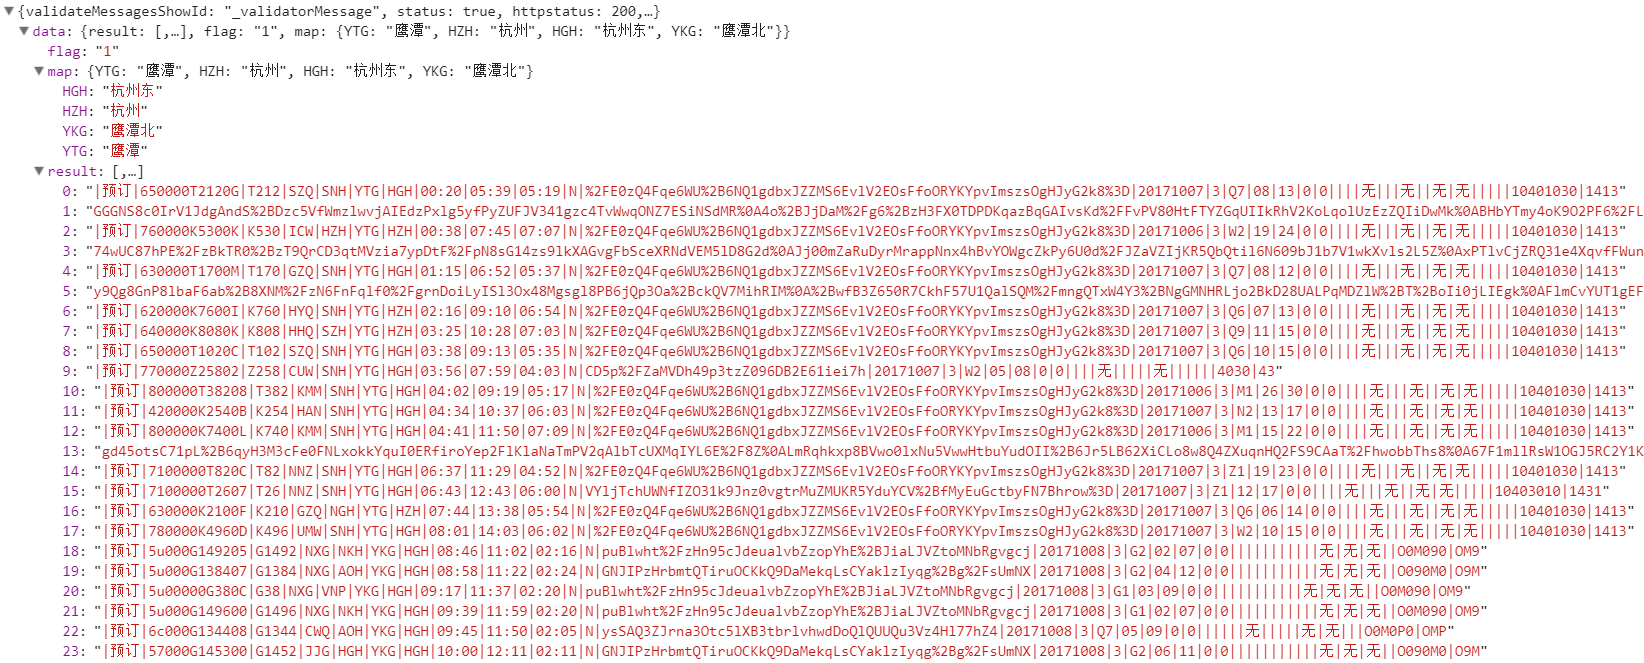 ▼{validateMessagesShowId: "_validatorMessage", status: true, httpstatus: 200,…}
▼data: {result: [,…], flag: "1", map: {YTG: "鹰潭", HZH: "杭州", HGH: "杭州东", YKG: "鹰潭北"}}
flag: "1"
▼map: {YTG: "鹰潭", HZH: "杭州", HGH: "杭州东", YKG: "鹰潭北"}
HGH: "杭州东"
HZH: "杭州"
YKG: "鹰潭北"
YTG: "鹰潭"
▼result: [,…]
0: "|预订|650000T2120G|T212|SZQ|SNH|YTG|HGH|00:20|05:39|05:19|N|%2FE0zQ4Fqe6WU%2B6NQ1gdbxJZZMS6EvlV2EOsFfoORYKYpvImszsOgHJyG2k8%3D|20171007|3|Q7|08|13|0|0||||无|||无||无|无|||||10401030|1413"
1: "GGGNS8c0IrV1JdgAndS%2BDzc5VfWmzlwvjAIEdzPxlg5yfPyZUFJV341gzc4TvWwqONZ7ESiNSdMR%0A4o%2BJjDaM%2Fg6%2BzH3FX0TDPDKqazBqGAIvsKd%2FFvPV80HtFTYZGqUIIkRhV2KoLqolUzEzZQIiDwMk%0ABHbYTmy4oK9O2PF6%2FL
2: "|预订|760000K5300K|K530|ICW|HZH|YTG|HZH|00:38|07:45|07:07|N|%2FE0zQ4Fqe6WU%2B6NQ1gdbxJZZMS6EvlV2EOsFfoORYKYpvImszsOgHJyG2k8%3D|20171006|3|W2|19|24|0|0||||无|||无||无|无|||||10401030|1413"
3: "74wUC87hPE%2FzBkTR0%2BzT9QrCD3qtMVzia7ypDtF%2FpN8sG14zs9lkXAGvgFbSceXRNdVEM5lD8G2d%0AJj00mZaRuDyrMrappNnx4hBvYOWgcZkPy6U0d%2FJZaVZIjKR5QbQtil6N609bJ1b7V1wkXvls2L5Z%0AxPTlvCjZRQ31e4XqvfFWun
4: "|预订|630000T1700M|T170|GZQ|SNH|YTG|HGH|01:15|06:52|05:37|N|%2FE0zQ4Fqe6WU%2B6NQ1gdbxJZZMS6EvlV2EOsFfoORYKYpvImszsOgHJyG2k8%3D|20171007|3|Q7|08|12|0|0||||无|||无||无|无|||||10401030|1413"
5: "y9Qg8GnP8lbaF6ab%2B8XNM%2FzN6FnFqlf0%2FgrnDoiLyISl3Ox48Mgsgl8PB6jQp3Oa%2BckQV7MihRIM%0A%2BwfB3Z650R7CkhF57U1QalSQM%2FmngQTxW4Y3%2BNgGMNHRLjo2BkD28UALPqMDZlW%2BT%2BoIi0jLIEgk%0AFlmCvYUT1gEF
6: "|预订|620000K7600I|K760|HYQ|SNH|YTG|HZH|02:16|09:10|06:54|N|%2FE0zQ4Fqe6WU%2B6NQ1gdbxJZZMS6EvlV2EOsFfoORYKYpvImszsOgHJyG2k8%3D|20171007|3|Q6|07|13|0|0||||无|||无||无|无|||||10401030|1413"
7: "|预订|640000K8080K|K808|HHQ|SZH|YTG|HZH|03:25|10:28|07:03|N|%2FE0zQ4Fqe6WU%2B6NQ1gdbxJZZMS6EvlV2EOsFfoORYKYpvImszsOgHJyG2k8%3D|20171007|3|Q9|11|15|0|0||||无|||无||无|无|||||10401030|1413"
8: "|预订|650000T1020C|T102|SZQ|SNH|YTG|HGH|03:38|09:13|05:35|N|%2FE0zQ4Fqe6WU%2B6NQ1gdbxJZZMS6EvlV2EOsFfoORYKYpvImszsOgHJyG2k8%3D|20171007|3|Q6|10|15|0|0||||无|||无||无|无|||||10401030|1413"
9: "|预订|770000Z25802|Z258|CUW|SNH|YTG|HGH|03:56|07:59|04:03|N|CD5p%2FZaMVDh49p3tzZ096DB2E61iei7h|20171007|3|W2|05|08|0|0||||无|||||无||||||4030|43"
10: "|预订|800000T38208|T382|KMM|SNH|YTG|HGH|04:02|09:19|05:17|N|%2FE0zQ4Fqe6WU%2B6NQ1gdbxJZZMS6EvlV2EOsFfoORYKYpvImszsOgHJyG2k8%3D|20171006|3|M1|26|30|0|0||||无|||无||无|无|||||10401030|1413"
11: "|预订|420000K2540B|K254|HAN|SNH|YTG|HGH|04:34|10:37|06:03|N|%2FE0zQ4Fqe6WU%2B6NQ1gdbxJZZMS6EvlV2EOsFfoORYKYpvImszsOgHJyG2k8%3D|20171007|3|N2|13|17|0|0||||无|||无||无|无|||||10401030|1413"
12: "|预订|800000K7400L|K740|KMM|SNH|YTG|HGH|04:41|11:50|07:09|N|%2FE0zQ4Fqe6WU%2B6NQ1gdbxJZZMS6EvlV2EOsFfoORYKYpvImszsOgHJyG2k8%3D|20171006|3|M1|15|22|0|0||||无|||无||无|无|||||10401030|1413"
13: "gd45otsC71pL%2B6qyH3M3cFe0FNLxokkYquI0ERfiroYep2FlKlaNaTmPV2qAlbTcUXMqIYL6E%2F8Z%0ALmRqhkxp8BVwo0lxNu5VwwHtbuYudOII%2B6Jr5LB62XiCLo8w8Q4ZXuqnHQ2FS9CAaT%2FhwobbThs8%0A67F1mllRsW1OGJ5RC2Y1K
14: "|预订|7100000T820C|T82|NNZ|SNH|YTG|HGH|06:37|11:29|04:52|N|%2FE0zQ4Fqe6WU%2B6NQ1gdbxJZZMS6EvlV2EOsFfoORYKYpvImszsOgHJyG2k8%3D|20171007|3|Z1|19|23|0|0||||无|||无||无|无|||||10401030|1413"
15: "|预订|7100000T2607|T26|NNZ|SNH|YTG|HGH|06:43|12:43|06:00|N|VYljTchUWNfIZO31k9Jnz0vgtrMuZMUKR5YduYCV%2BfMyEuGctbyFN7Bhrow%3D|20171007|3|Z1|12|17|0|0||||无|||无||无|无|||||10403010|1431"
16: "|预订|630000K2100F|K210|GZQ|NGH|YTG|HZH|07:44|13:38|05:54|N|%2FE0zQ4Fqe6WU%2B6NQ1gdbxJZZMS6EvlV2EOsFfoORYKYpvImszsOgHJyG2k8%3D|20171007|3|Q6|06|14|0|0||||无|||无||无|无|||||10401030|1413"
17: "|预订|780000K4960D|K496|UMW|SNH|YTG|HGH|08:01|14:03|06:02|N|%2FE0zQ4Fqe6WU%2B6NQ1gdbxJZZMS6EvlV2EOsFfoORYKYpvImszsOgHJyG2k8%3D|20171007|3|W2|10|15|0|0||||无|||无||无|无|||||10401030|1413"
18: "|预订|5u000G149205|G1492|NXG|NKH|YKG|HGH|08:46|11:02|02:16|N|puBlwht%2FzHn95cJdeualvbZzopYhE%2BJiaLJVZtoMNbRgvgcj|20171008|3|G2|02|07|0|0|||||||||||无|无|无||O0M090|OM9"
19: "|预订|5u000G138407|G1384|NXG|AOH|YKG|HGH|08:58|11:22|02:24|N|GNJIPzHrbmtQTiruOCKkQ9DaMekqLsCYaklzIyqg%2Bg%2FsUmNX|20171008|3|G2|04|12|0|0|||||||||||无|无|无||O090M0|O9M"
20: "|预订|5u00000G380C|G38|NXG|VNP|YKG|HGH|09:17|11:37|02:20|N|puBlwht%2FzHn95cJdeualvbZzopYhE%2BJiaLJVZtoMNbRgvgcj|20171008|3|G1|03|09|0|0|||||||||||无|无|无||O0M090|OM9"
21: "|预订|5u000G149600|G1496|NXG|NKH|YKG|HGH|09:39|11:59|02:20|N|puBlwht%2FzHn95cJdeualvbZzopYhE%2BJiaLJVZtoMNbRgvgcj|20171008|3|G1|02|07|0|0|||||||||||无|无|无||O0M090|OM9"
22: "|预订|6c000G134408|G1344|CWQ|AOH|YKG|HGH|09:45|11:50|02:05|N|ysSAQ3ZJrna3Otc5lXB3tbrlvhwdDoQlQUUQu3Vz4Hl77hZ4|20171008|3|Q7|05|09|0|0||||||无|||||无|无|||O0M0P0|OMP"
23: "|预订|57000G145300|G1452|JJG|HGH|YKG|HGH|10:00|12:11|02:11|N|GNJIPzHrbmtQTiruOCKkQ9DaMekqLsCYaklzIyqg%2Bg%2FsUmNX|20171008|3|G2|06|11|0|0|||||||||||无|无|无||O090M0|O9M"